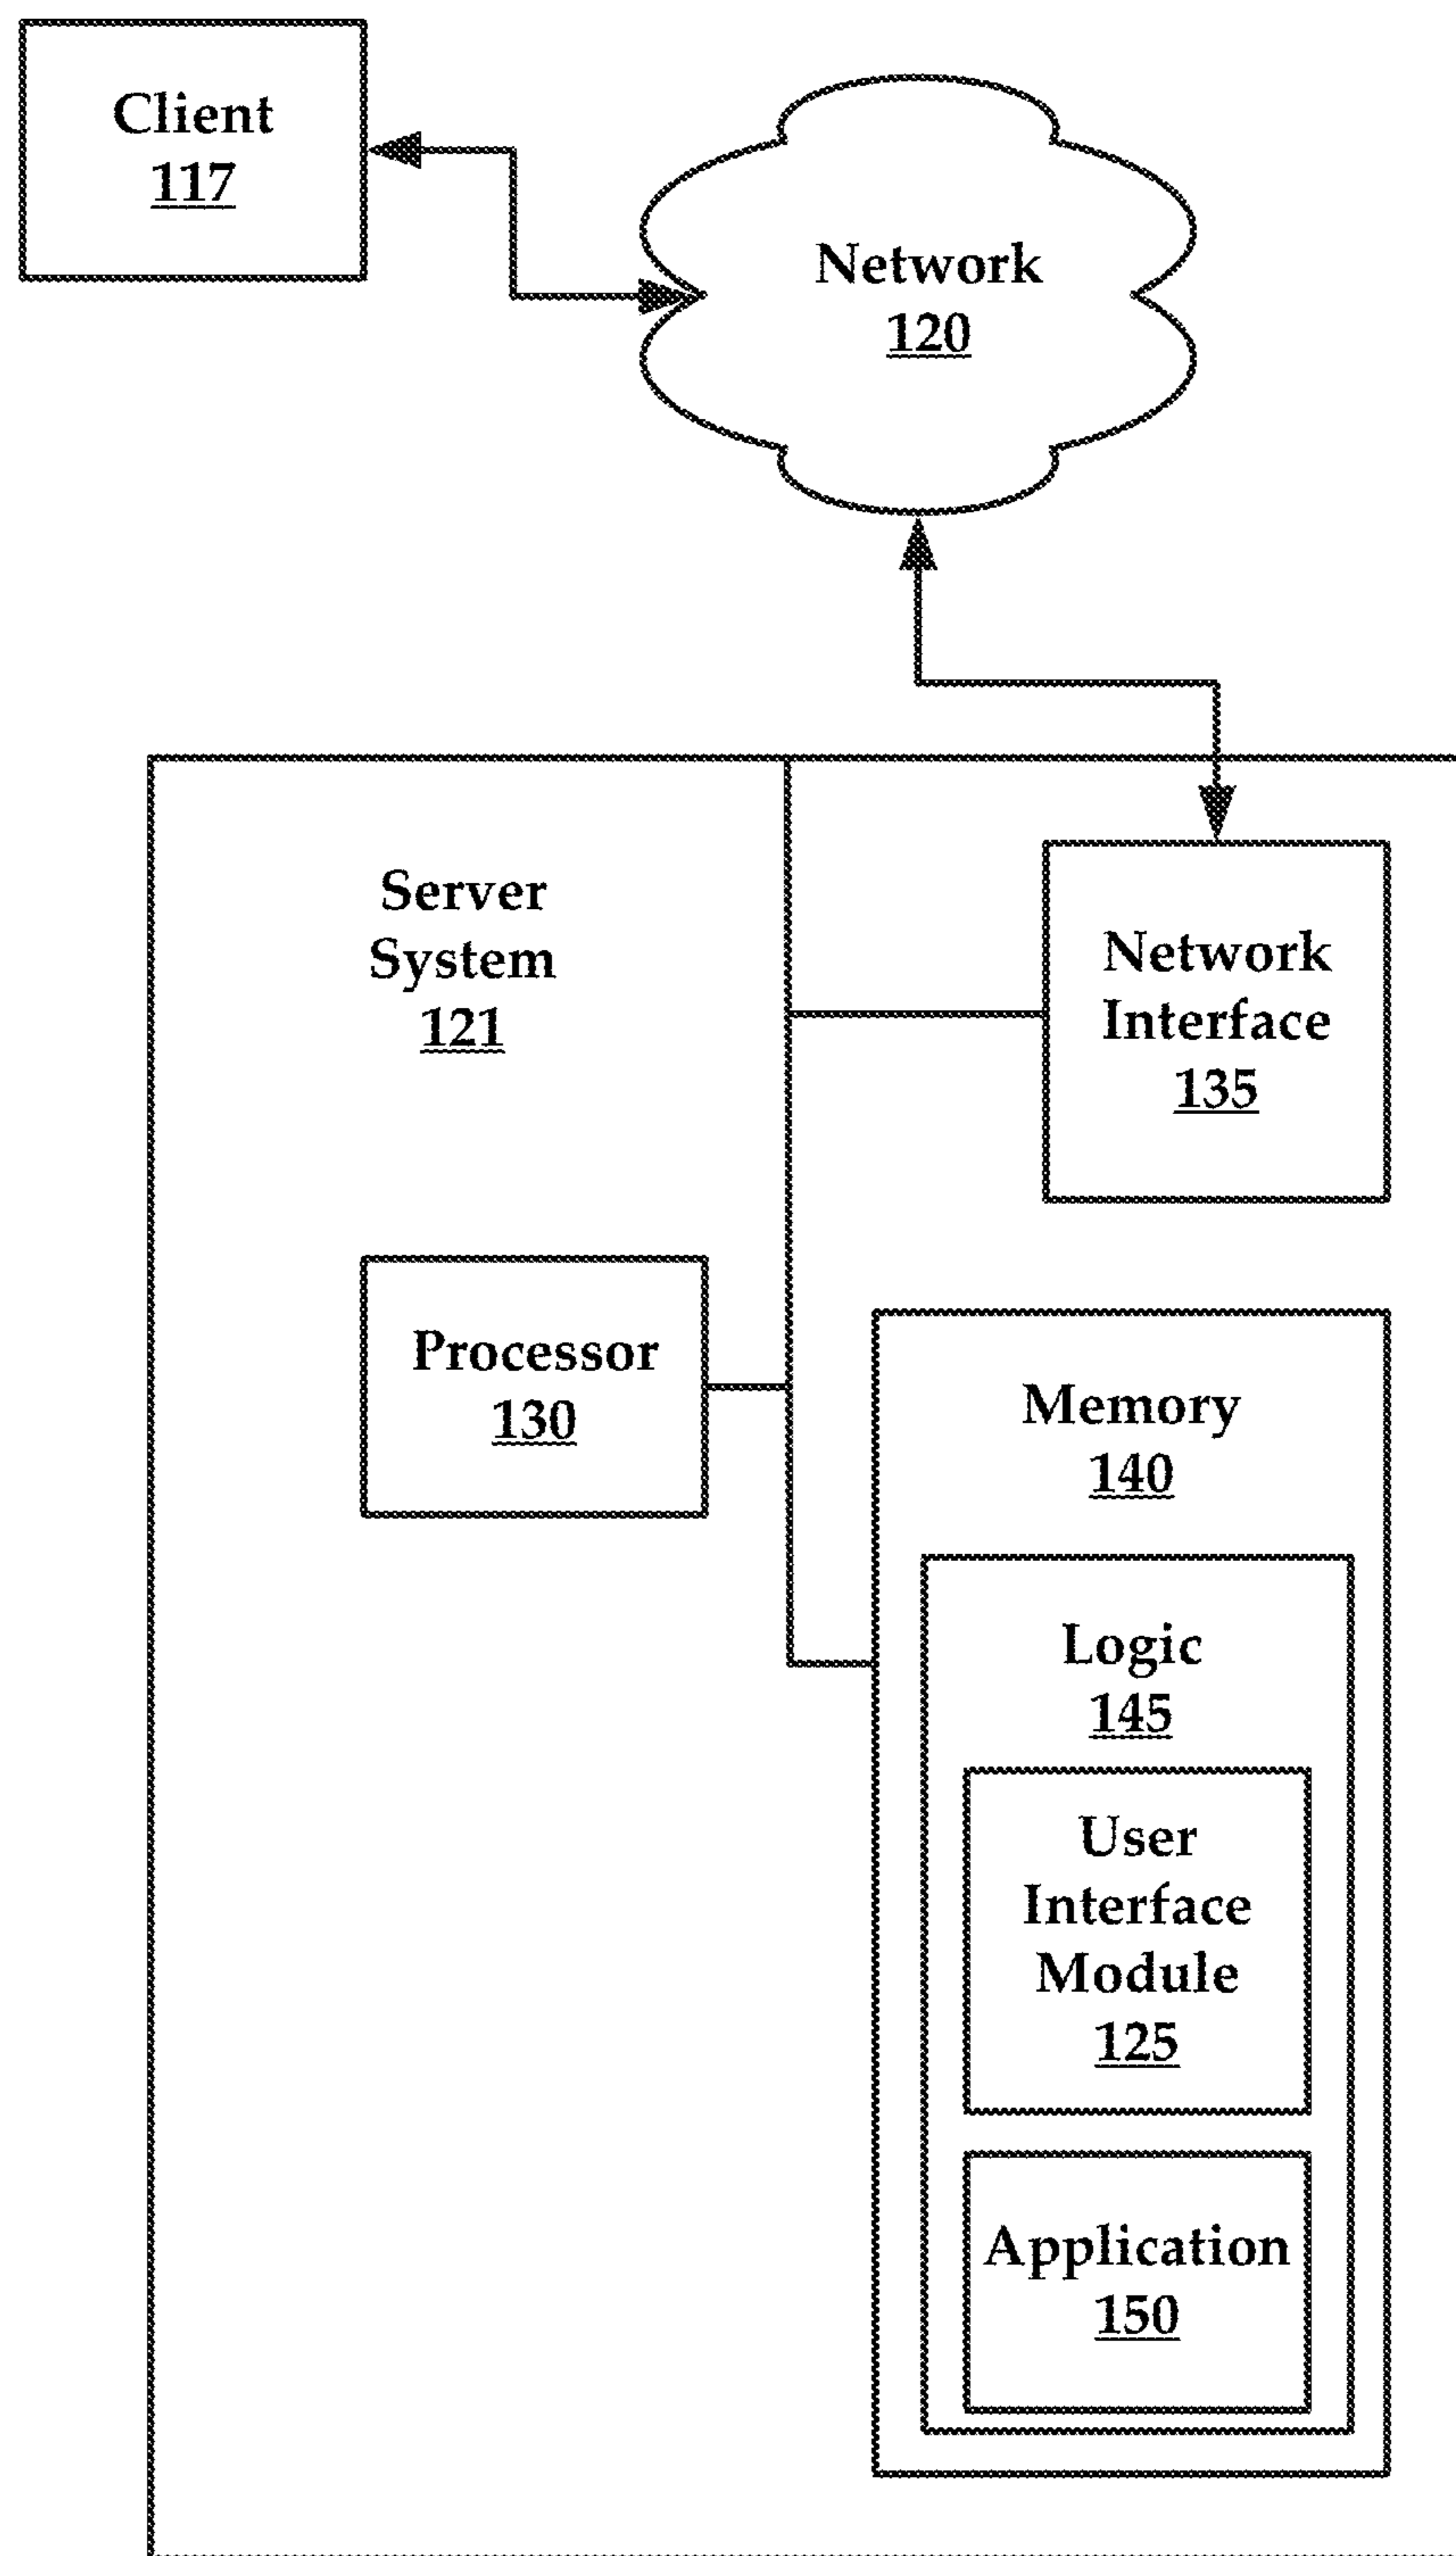 Client
117
Network
120
Server
System
121
Network
Interface
135
Processor
130
Memory
140
Logic
145
User
Interface
Module
125
Application
150